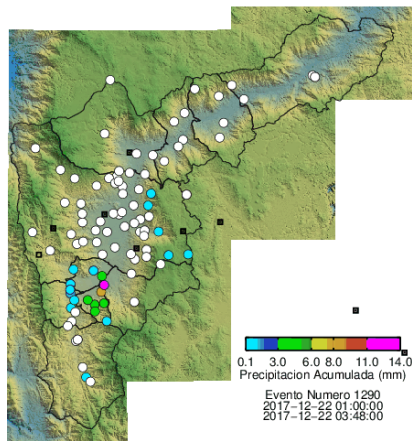 0.1 3.0 6.0 8.0 11.0 14.0
Precipitacion Acumulada (mm)
Evento Numero 1290
2017-12-22 01:00:00
2017-12-22 03:48:00